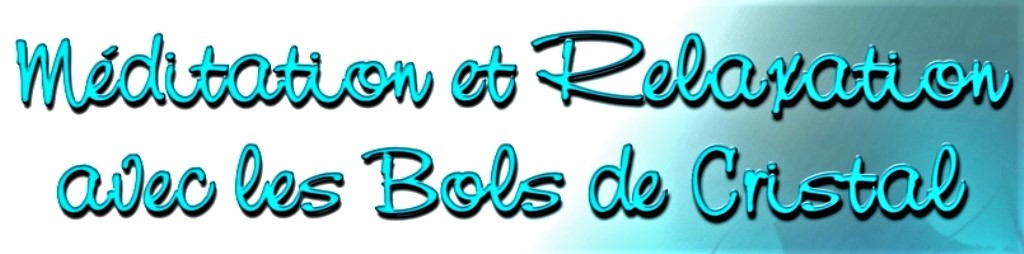 Méditation et Relaxation
avec les Bols de Cristal